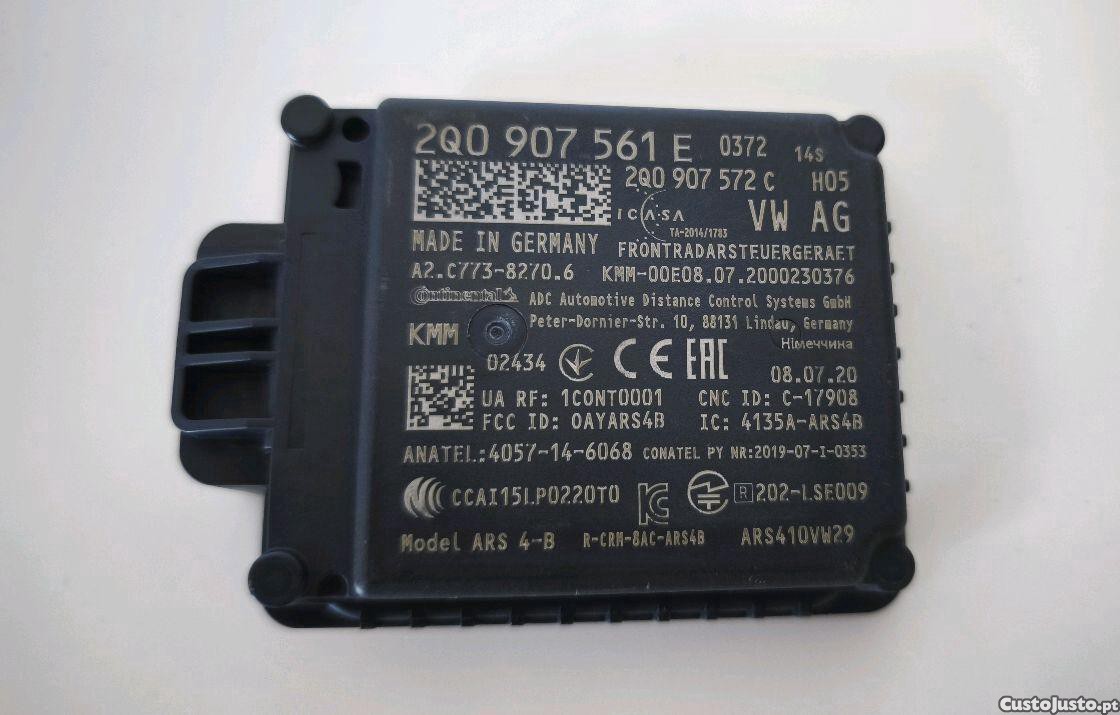 2Q0 907 561 E 0372 14S
2Q0 907 572 C H05
ICASA VW AG
TA-2014/1783
MADE IN GERMANY FRONTRADARSTEUERGERAET
A2.C773-8270.6 KMM-00E08.07.2000230376
Continental ADC Automotive Distance Control Systems GmbH
Peter-Dornier-Str. 10, 88131 Lindau, Germany
KMM Німеччина
02434 CE EAC 08.07.20
UA RF: 1CONT0001 CNC ID: C-17908
FCC ID: OAYARS4B IC: 4135A-ARS4B
ANATEL:4057-14-6068 CONATEL PY NR:2019-07-I-0353
CCAI15LP0220T0 R 202-LSE009
Model ARS 4-B R-CRM-8AC-ARS4B ARS410VW29
CustoJusto.pt